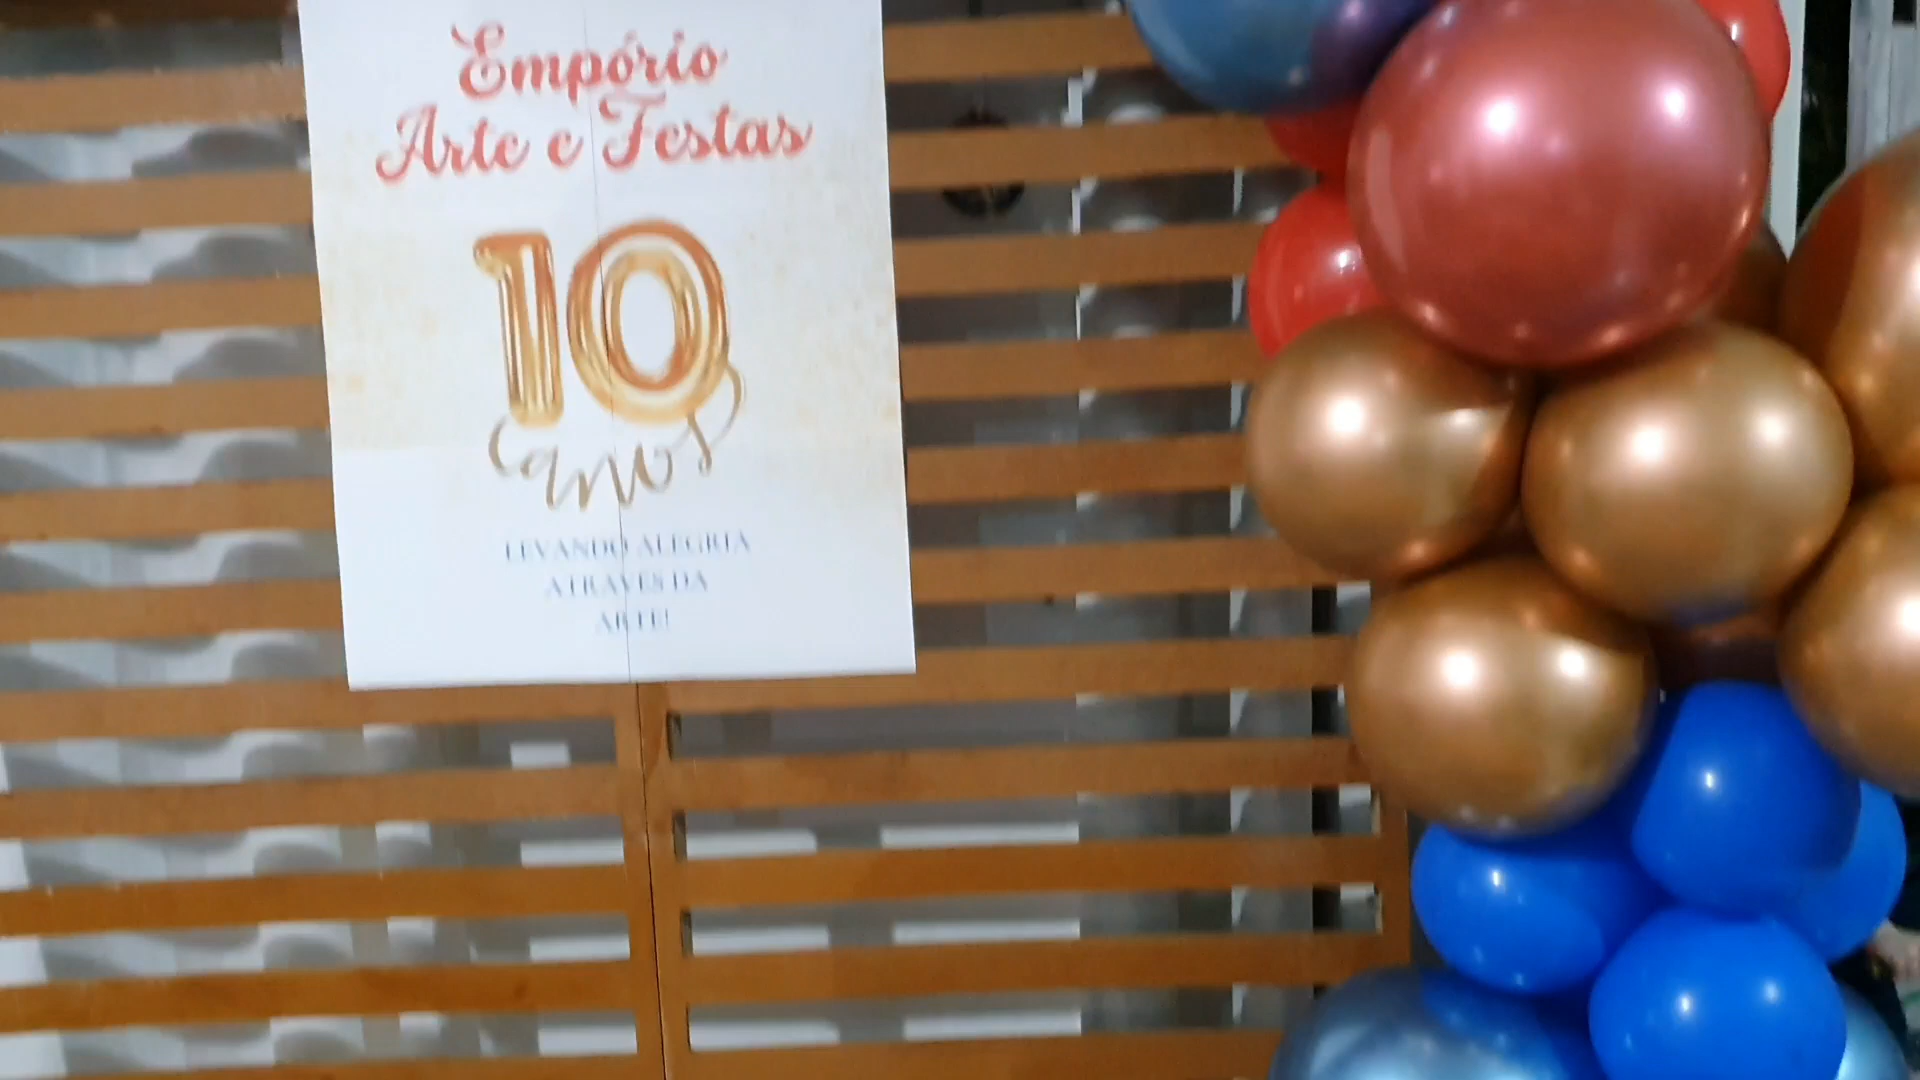 Empório
Arte e Festas
10
anos
LEVANDO ALEGRIA
ATRAVÉS DA
ARTE!